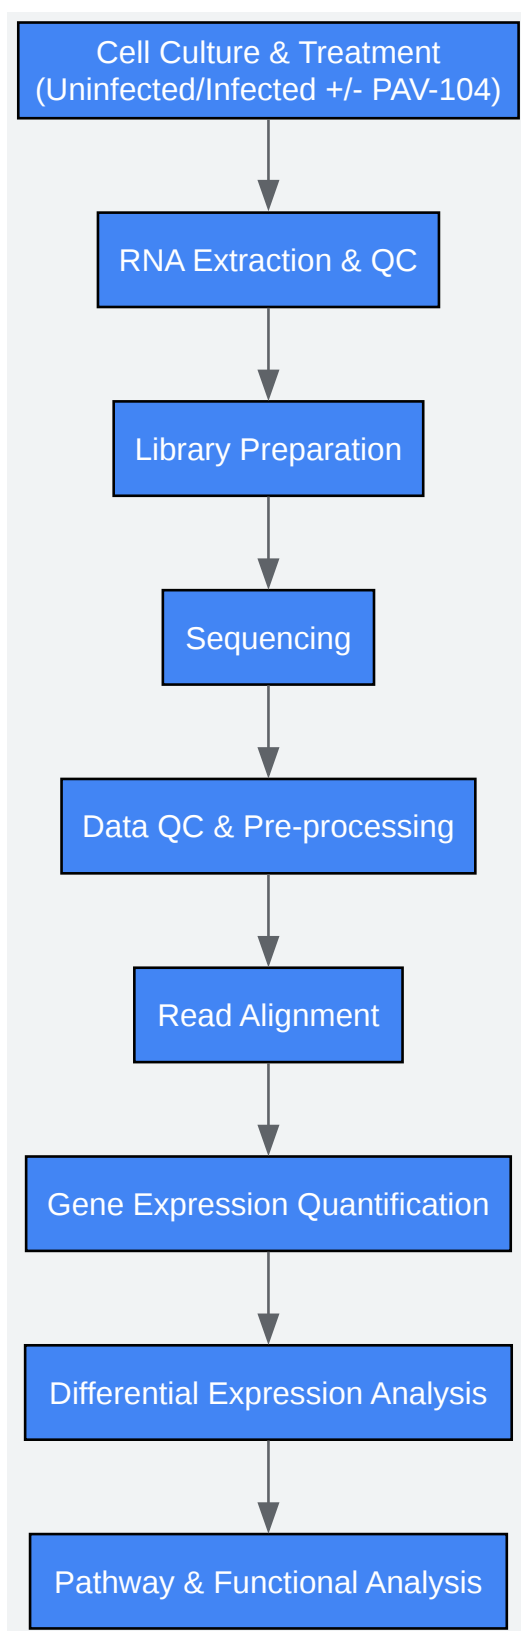 Cell Culture & Treatment
(Uninfected/Infected +/- PAV-104)
RNA Extraction & QC
Library Preparation
Sequencing
Data QC & Pre-processing
Read Alignment
Gene Expression Quantification
Differential Expression Analysis
Pathway & Functional Analysis